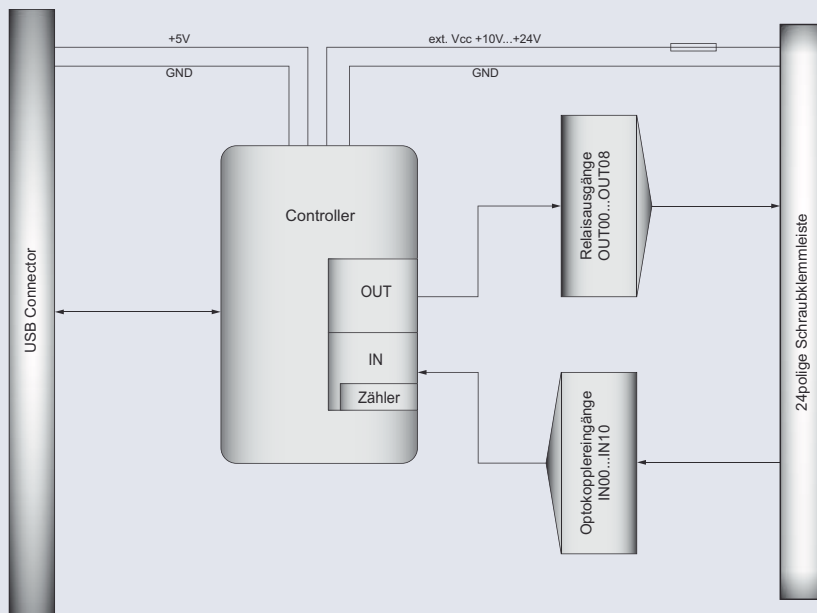 +5V
GND
ext. Vcc +10V...+24V
GND
USB Connector
Controller
OUT
IN
Zähler
Relaisausgänge
OUT00...OUT08
Optokopplereingänge
IN00...IN10
24polige Schraubklemmleiste